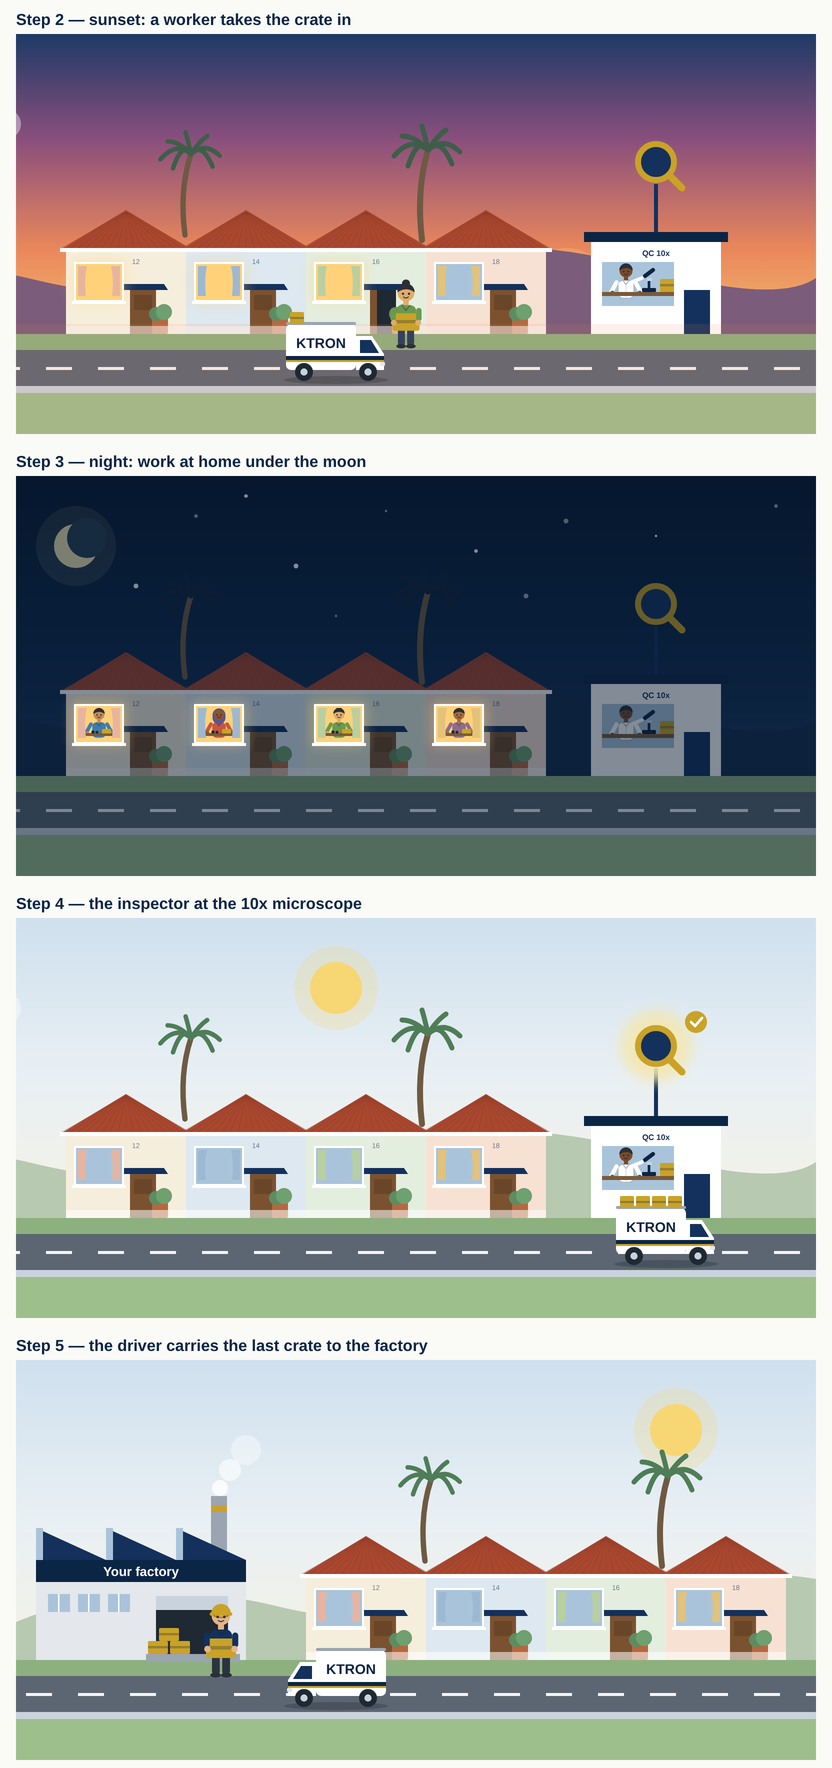 Step 2 — sunset: a worker takes the crate in
12
14
16
18
QC 10x
KTRON
Step 3 — night: work at home under the moon
12
14
16
18
QC 10x
Step 4 — the inspector at the 10x microscope
12
14
16
18
QC 10x
KTRON
Step 5 — the driver carries the last crate to the factory
Your factory
12
14
16
18
KTRON